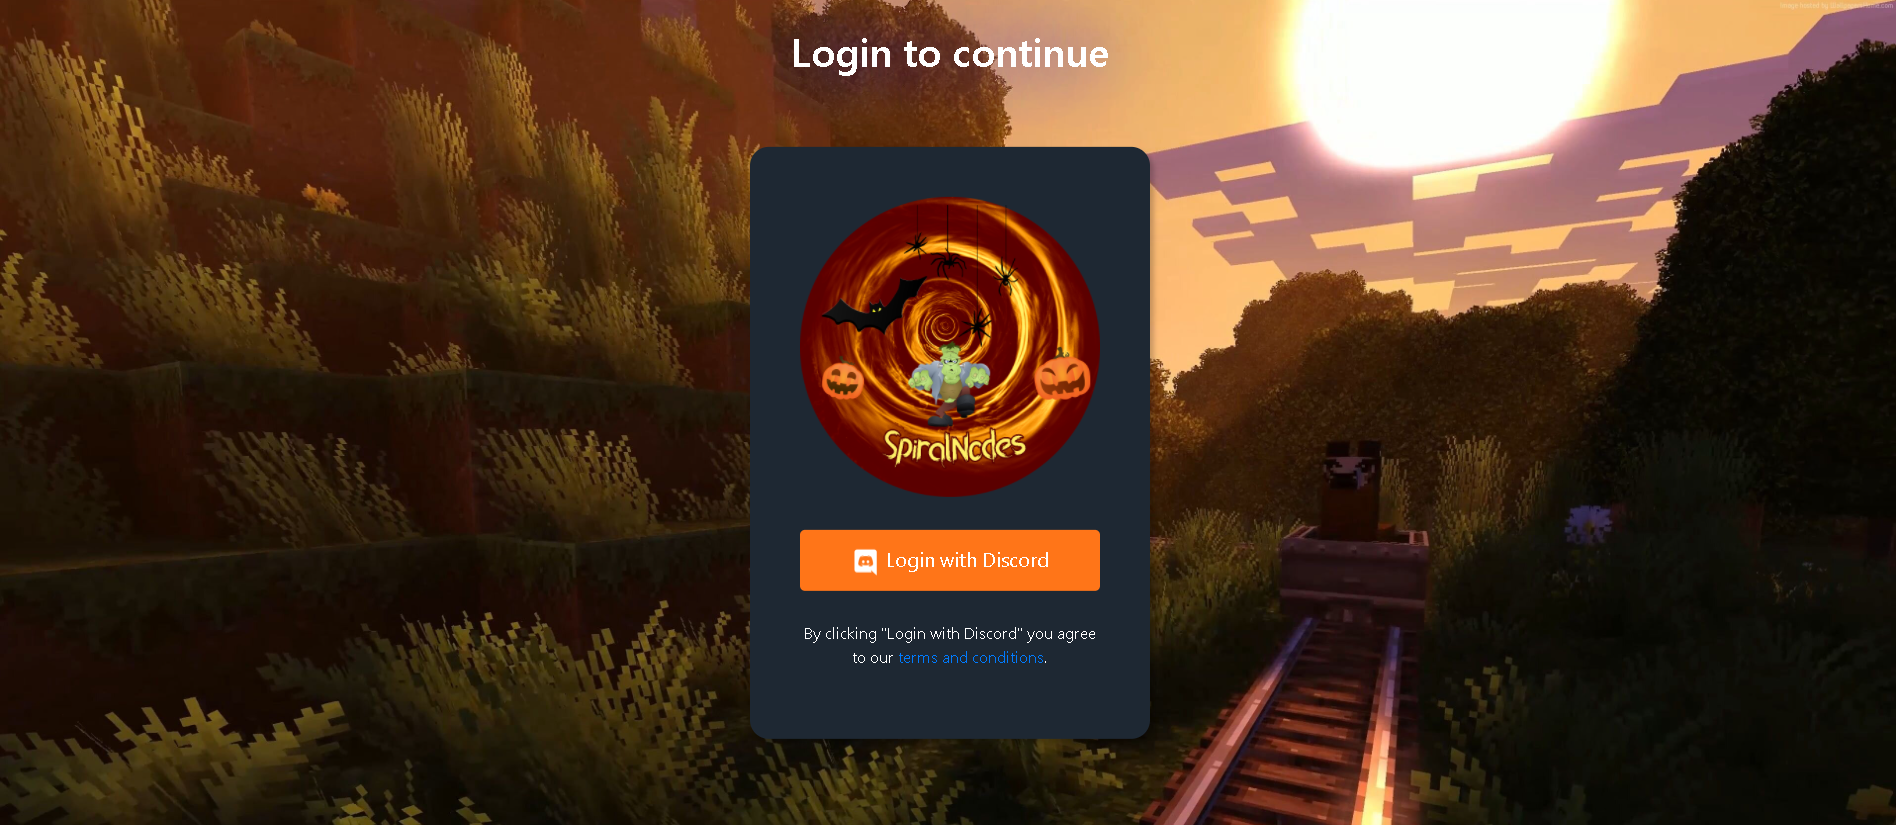 Login to continue
SpiralNodes
Login with Discord
By clicking "Login with Discord" you agree
to our terms and conditions.